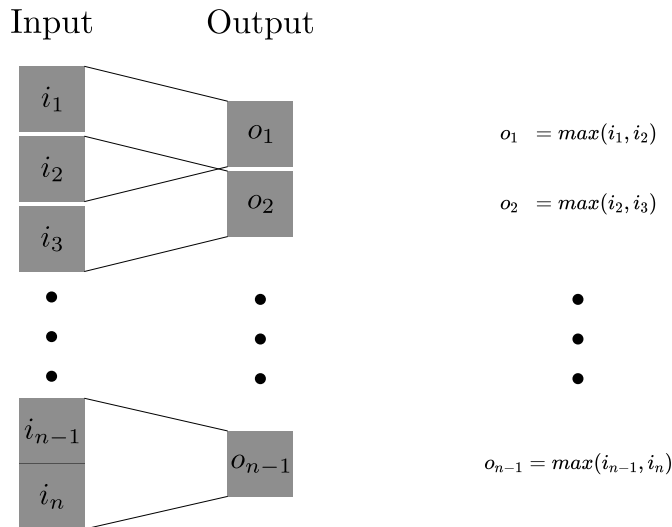 Input Output
i₁
o₁ o₁ = max(i₁, i₂)
i₂
o₂ o₂ = max(i₂, i₃)
i₃
iₙ₋₁
oₙ₋₁ oₙ₋₁ = max(iₙ₋₁, iₙ)
iₙ